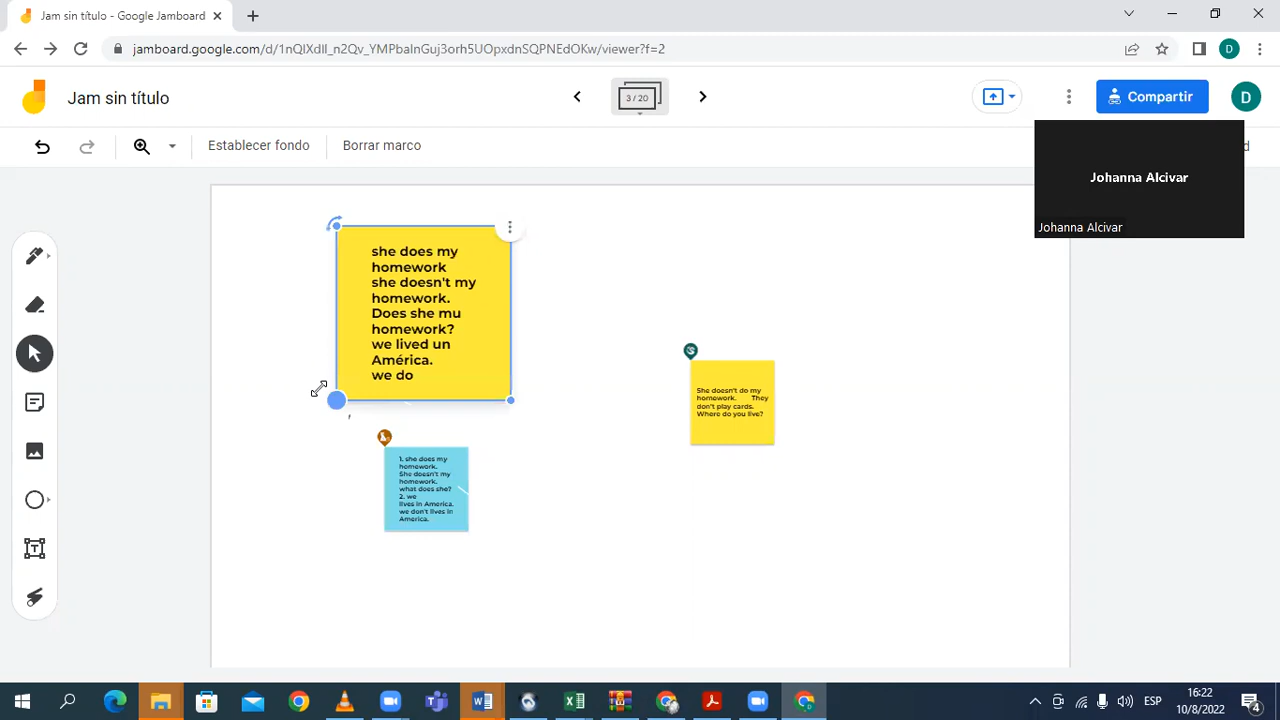 Jam sin título - Google Jamboard
jamboard.google.com/d/1nQIXdlI_n2Qv_YMPbaInGuj3orh5UOpxdnSQPNEdOKw/viewer?f=2
D
Jam sin título
3 / 20
Compartir
D
Establecer fondo
Borrar marco
d
Johanna Alcivar
Johanna Alcivar
she does my
homework
she doesn't my
homework.
Does she mu
homework?
we lived un
América.
we do
,
S
She doesn't do my
homework. They
don't play cards.
Where do you live?
1. she does my
homework.
She doesn't my
homework.
what does she?
2. we
lives in America.
we don't lives in
America.
ESP
16:22
10/8/2022
4